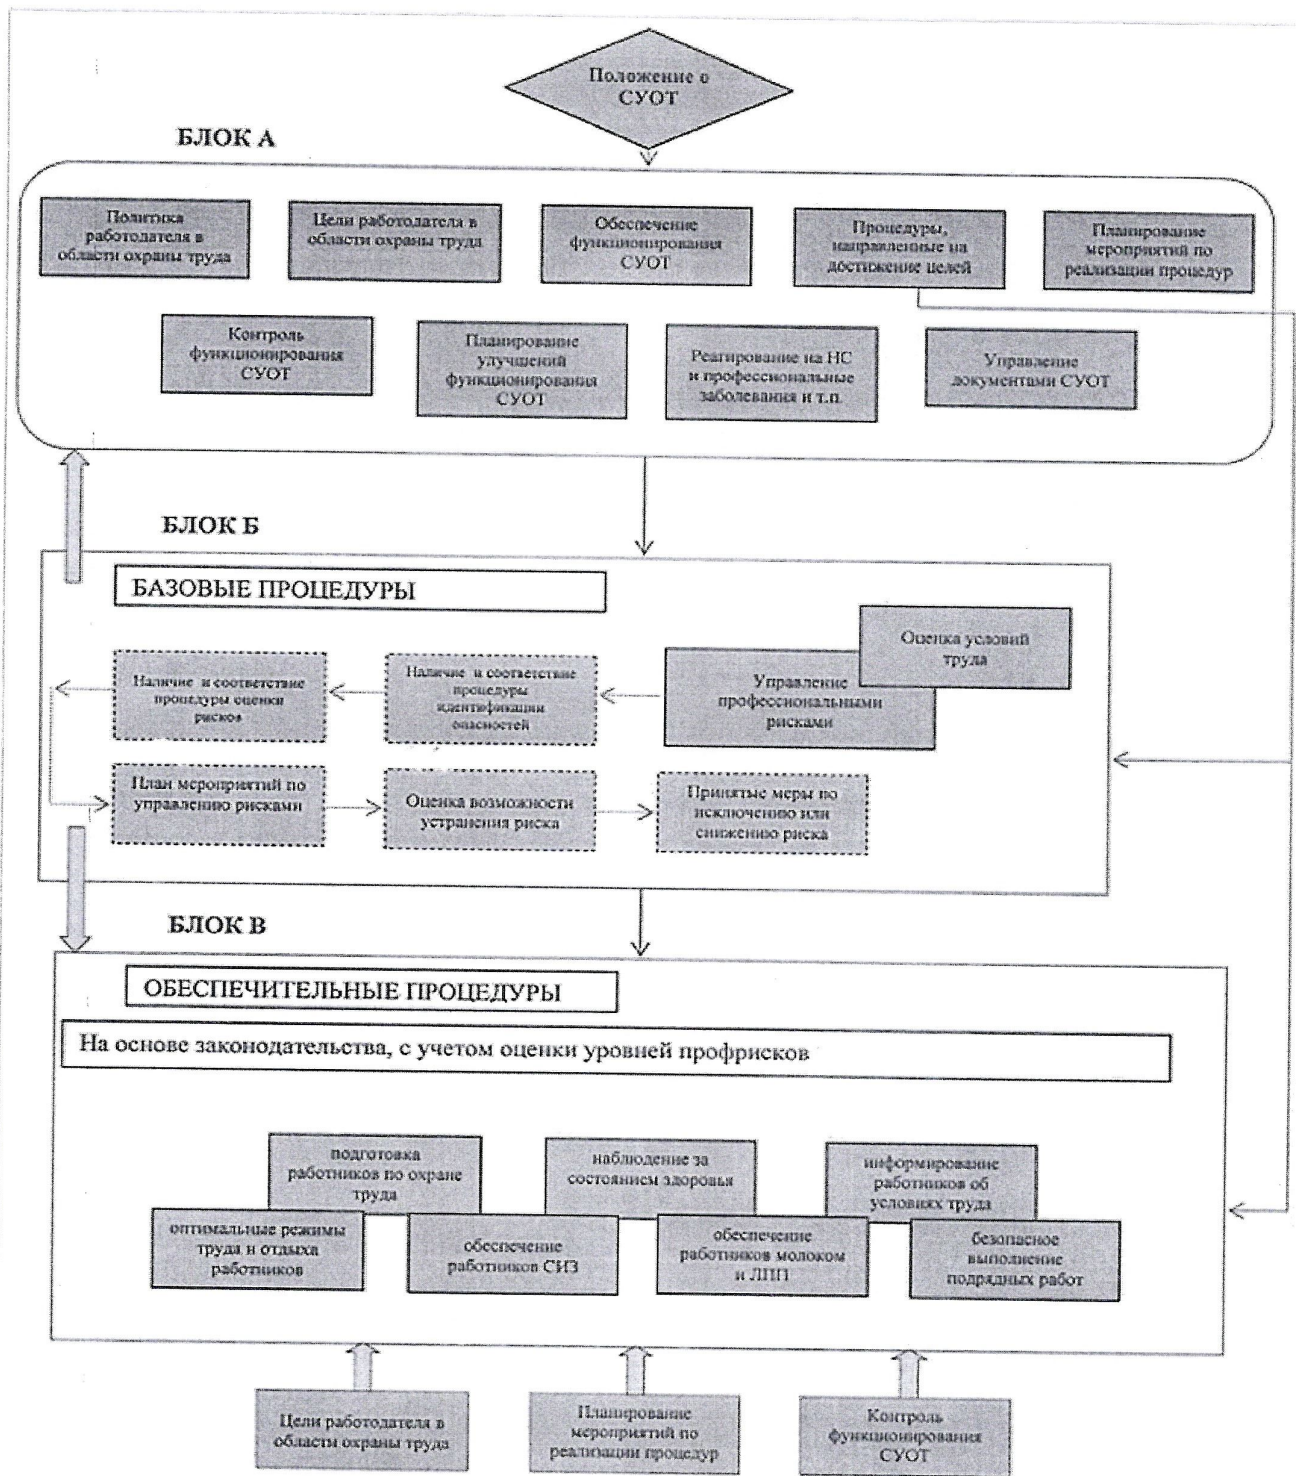 Положение о
СУОТ
БЛОК А
Политика
работодателя в
области охраны труда
Цели работодателя в
области охраны труда
Обеспечение
функционирования
СУОТ
Процедуры,
направленные на
достижение целей
Планирование
мероприятий по
реализации процедур
Контроль
функционирования
СУОТ
Планирование
улучшений
функционирования
СУОТ
Реагирование на НС
и профессиональные
заболевания и т.п.
Управление
документами СУОТ
БЛОК Б
БАЗОВЫЕ ПРОЦЕДУРЫ
Оценка условий
труда
Управление
профессиональными
рисками
Наличие и соответствие
процедуры
идентификации
опасностей
Наличие и соответствие
процедуры оценки
рисков
План мероприятий по
управлению рисками
Оценка возможности
устранения риска
Принятые меры по
исключению или
снижению риска
БЛОК В
ОБЕСПЕЧИТЕЛЬНЫЕ ПРОЦЕДУРЫ
На основе законодательства, с учетом оценки уровней профрисков
подготовка
работников по охране
труда
наблюдение за
состоянием здоровья
информирование
работников об
условиях труда
оптимальные режимы
труда и отдыха
работников
обеспечение
работников СИЗ
обеспечение
работников молоком
и ЛПП
безопасное
выполнение
подрядных работ
Цели работодателя в
области охраны труда
Планирование
мероприятий по
реализации процедур
Контроль
функционирования
СУОТ